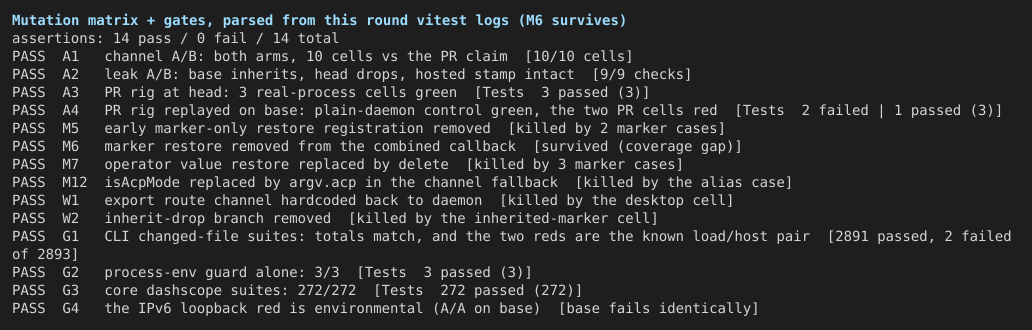 Mutation matrix + gates, parsed from this round vitest logs (M6 survives)
assertions: 14 pass / 0 fail / 14 total
PASS  A1   channel A/B: both arms, 10 cells vs the PR claim  [10/10 cells]
PASS  A2   leak A/B: base inherits, head drops, hosted stamp intact  [9/9 checks]
PASS  A3   PR rig at head: 3 real-process cells green  [Tests  3 passed (3)]
PASS  A4   PR rig replayed on base: plain-daemon control green, the two PR cells red  [Tests  2 failed | 1 passed (3)]
PASS  M5   early marker-only restore registration removed  [killed by 2 marker cases]
PASS  M6   marker restore removed from the combined callback  [survived (coverage gap)]
PASS  M7   operator value restore replaced by delete  [killed by 3 marker cases]
PASS  M12  isAcpMode replaced by argv.acp in the channel fallback  [killed by the alias case]
PASS  W1   export route channel hardcoded back to daemon  [killed by the desktop cell]
PASS  W2   inherit-drop branch removed  [killed by the inherited-marker cell]
PASS  G1   CLI changed-file suites: totals match, and the two reds are the known load/host pair  [2891 passed, 2 failed
of 2893]
PASS  G2   process-env guard alone: 3/3  [Tests  3 passed (3)]
PASS  G3   core dashscope suites: 272/272  [Tests  272 passed (272)]
PASS  G4   the IPv6 loopback red is environmental (A/A on base)  [base fails identically]